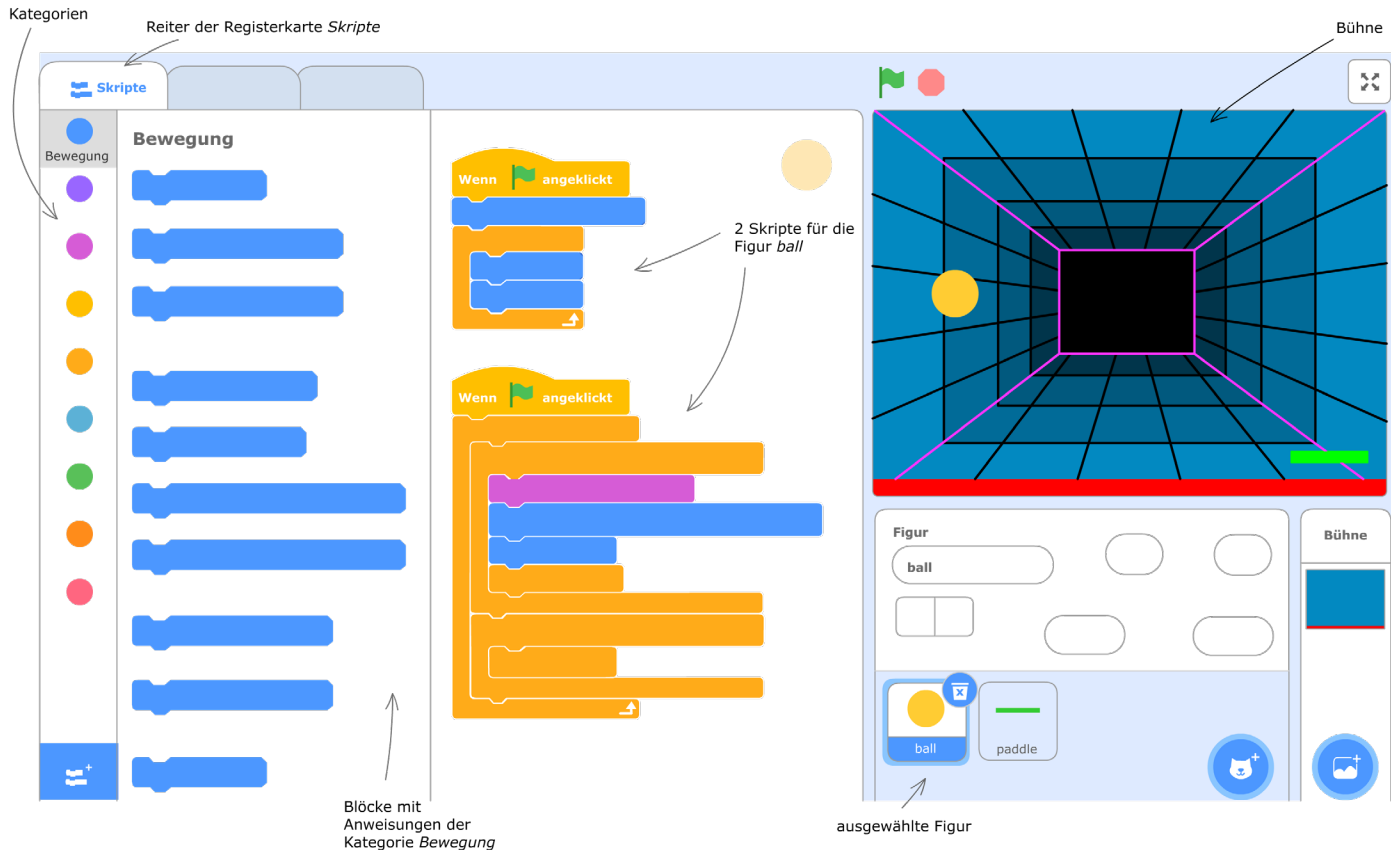 Kategorien
Reiter der Registerkarte Skripte
Bühne
Skripte
Bewegung
Bewegung
Wenn angeklickt
2 Skripte für die
Figur ball
Wenn angeklickt
Figur
ball
Bühne
ball
paddle
Blöcke mit
Anweisungen der
Kategorie Bewegung
ausgewählte Figur